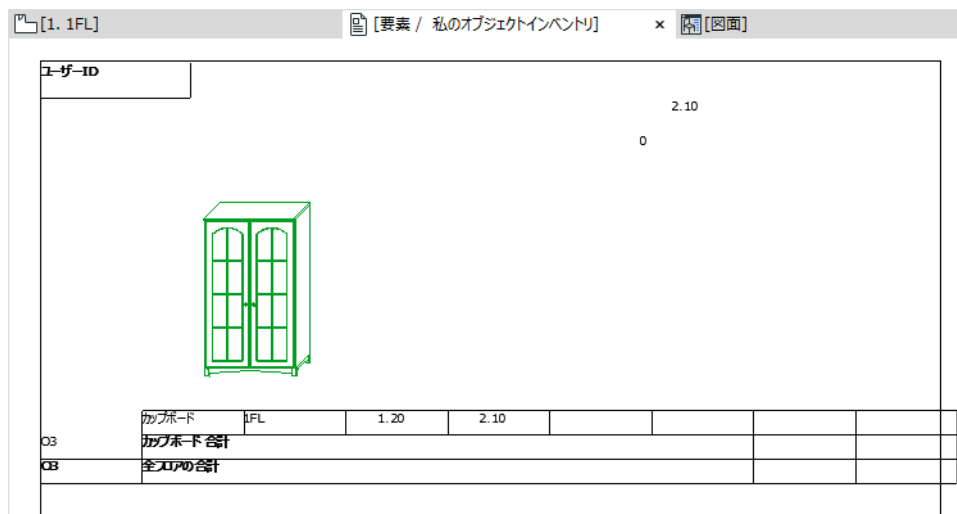 [1. 1FL] [要素 / 私のオブジェクトインベントリ] × [図面]
ユーザーID
2.10
0
カップボード 1FL 1.20 2.10
O3 カップボード 合計
O3 全フロアの合計